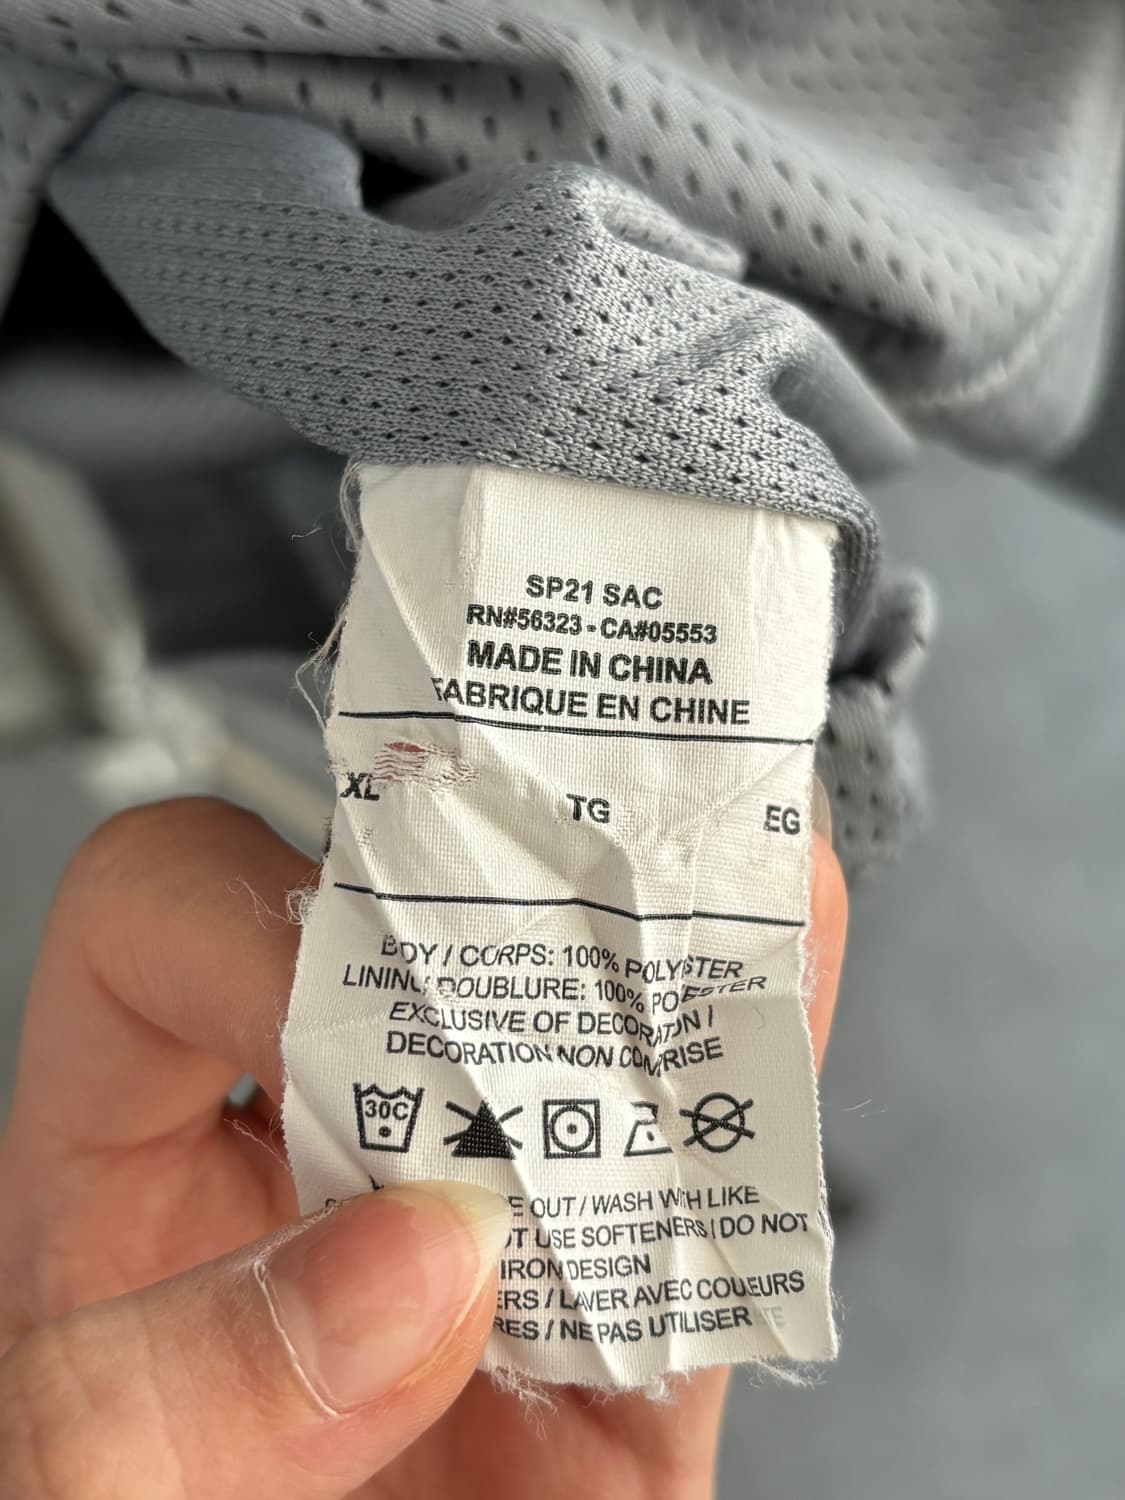 SP21 SAC
RN#56323 - CA#05553
MADE IN CHINA
FABRIQUE EN CHINE
XL TG EG
BODY / CORPS: 100% POLYESTER
LINING/ DOUBLURE: 100% POLYESTER
EXCLUSIVE OF DECORATION /
DECORATION NON COMPRISE
30C
OUT / WASH WITH LIKE
USE SOFTENERS / DO NOT
IRON DESIGN
/ LAVER AVEC COULEURS
/ NE PAS UTILISER